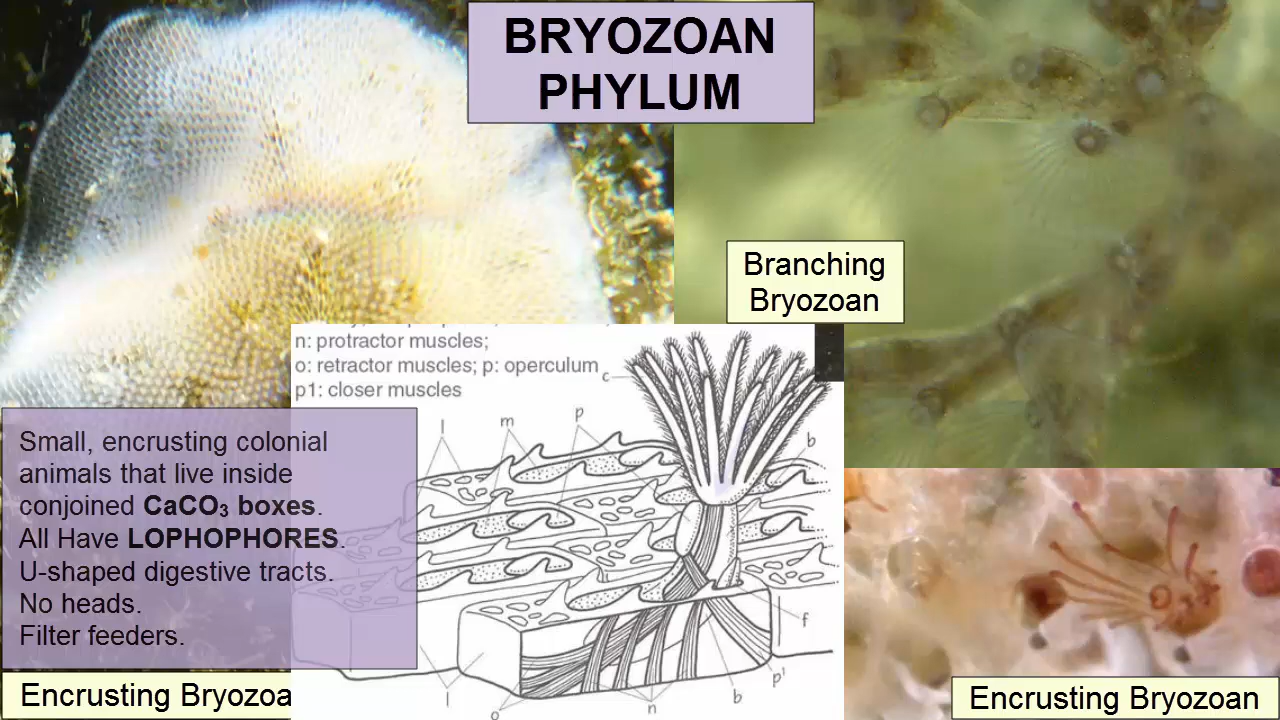 BRYOZOAN
PHYLUM
Branching
Bryozoan
n: protractor muscles;
o: retractor muscles; p: operculum
p1: closer muscles
c
l
m
p
b
Small, encrusting colonial
animals that live inside
conjoined CaCO₃ boxes.
All Have LOPHOPHORES.
U-shaped digestive tracts.
No heads.
Filter feeders.
f
l
o
n
b
p¹
Encrusting Bryozoa
Encrusting Bryozoan